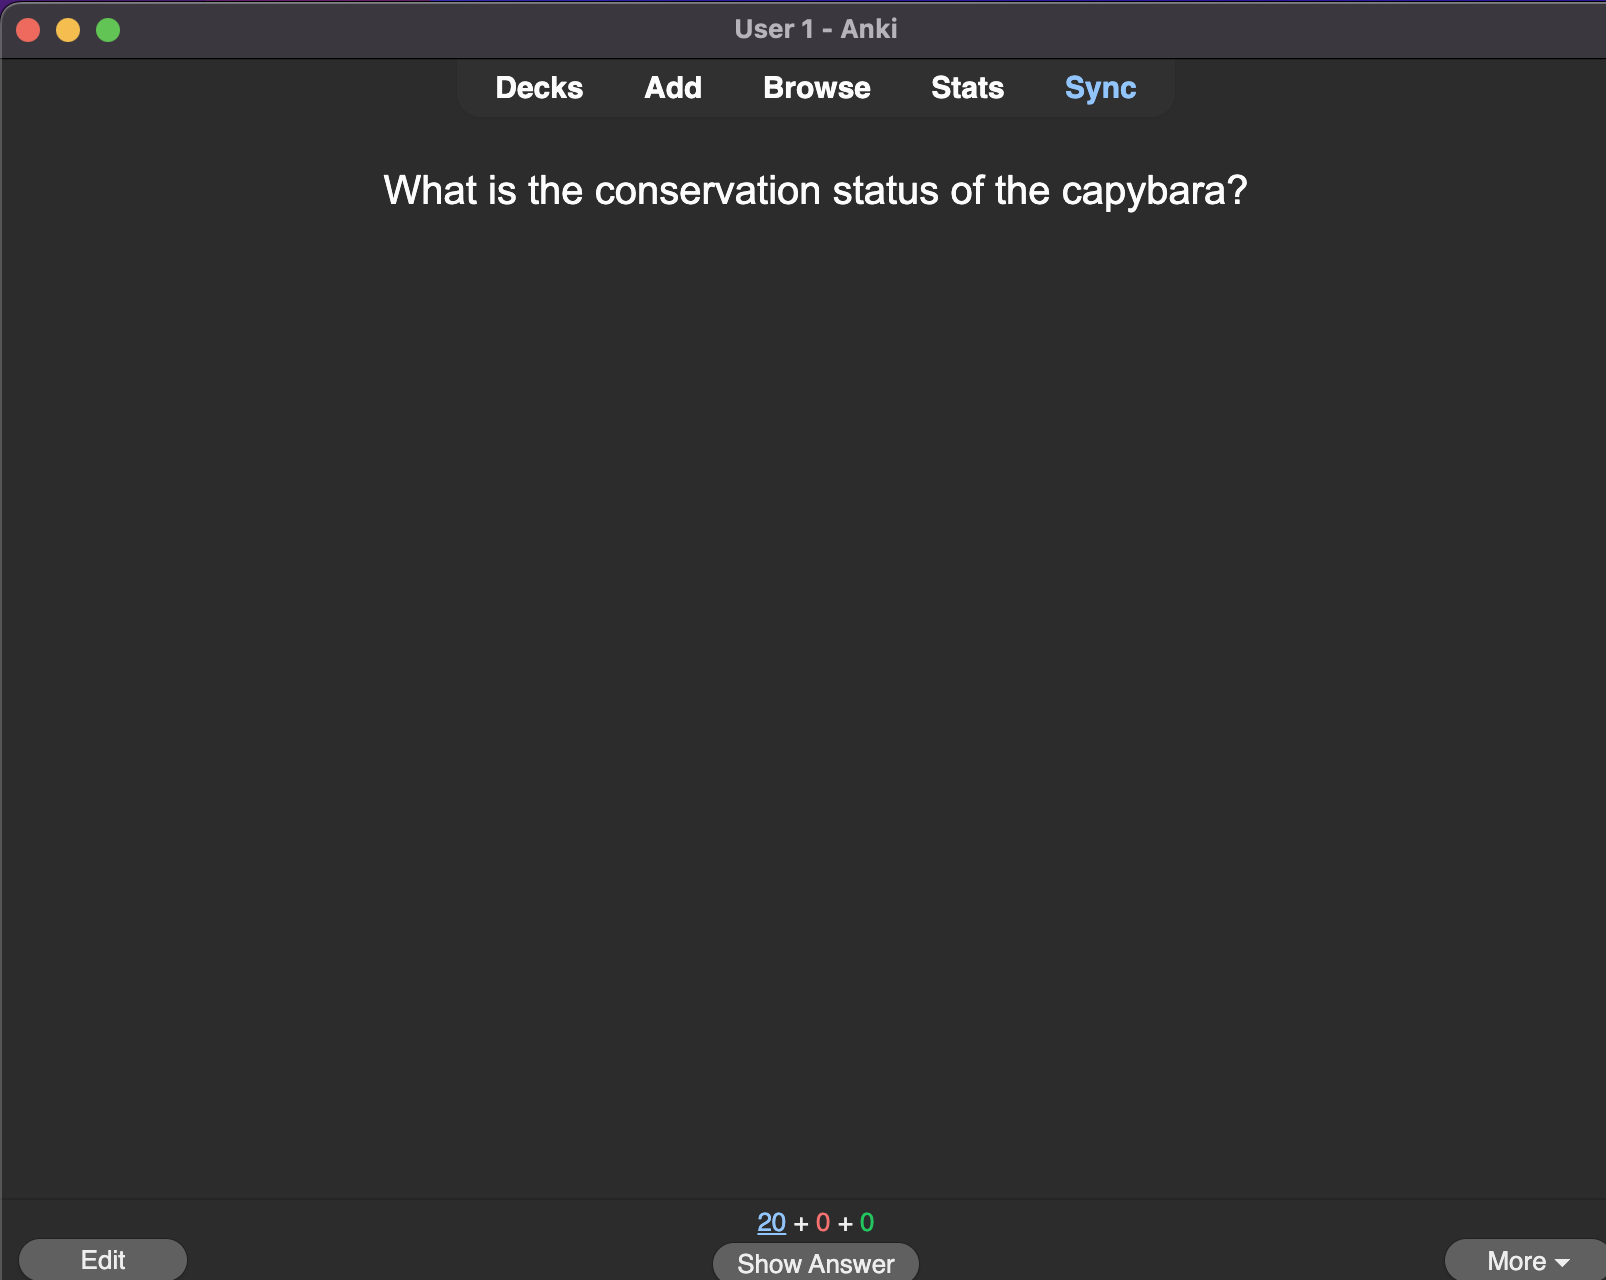 User 1 - Anki
Decks Add Browse Stats Sync
What is the conservation status of the capybara?
20 + 0 + 0
Edit Show Answer More